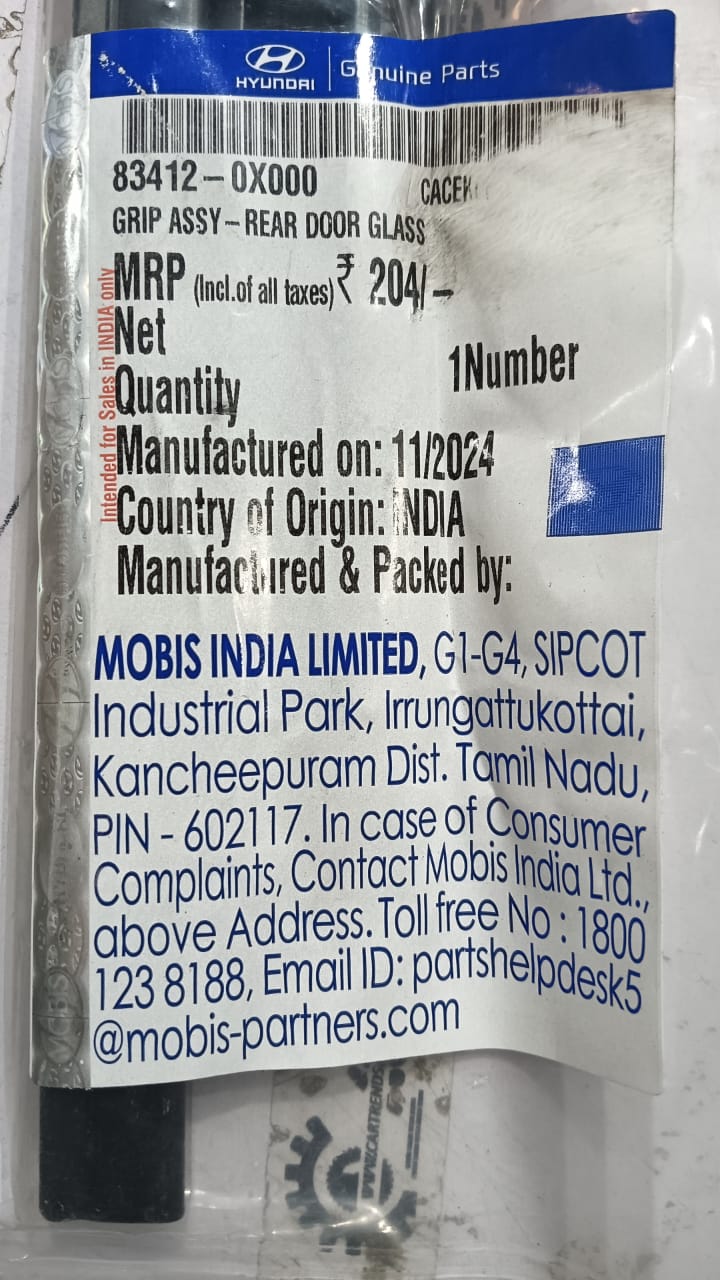 HYUNDAI | Genuine Parts
83412-0X000
GRIP ASSY-REAR DOOR GLASS
MRP (Incl.of all taxes) ₹ 204/-
Net
Quantity
1Number
Manufactured on: 11/2024
Country of Origin: INDIA
Manufactured & Packed by:
Intended for Sales in INDIA only
MOBIS INDIA LIMITED, G1-G4, SIPCOT
Industrial Park, Irrungattukottai,
Kancheepuram Dist. Tamil Nadu,
PIN - 602117. In case of Consumer
Complaints, Contact Mobis India Ltd.,
above Address. Toll free No : 1800
123 8188, Email ID: partshelpdesk5
@mobis-partners.com
MOBIS